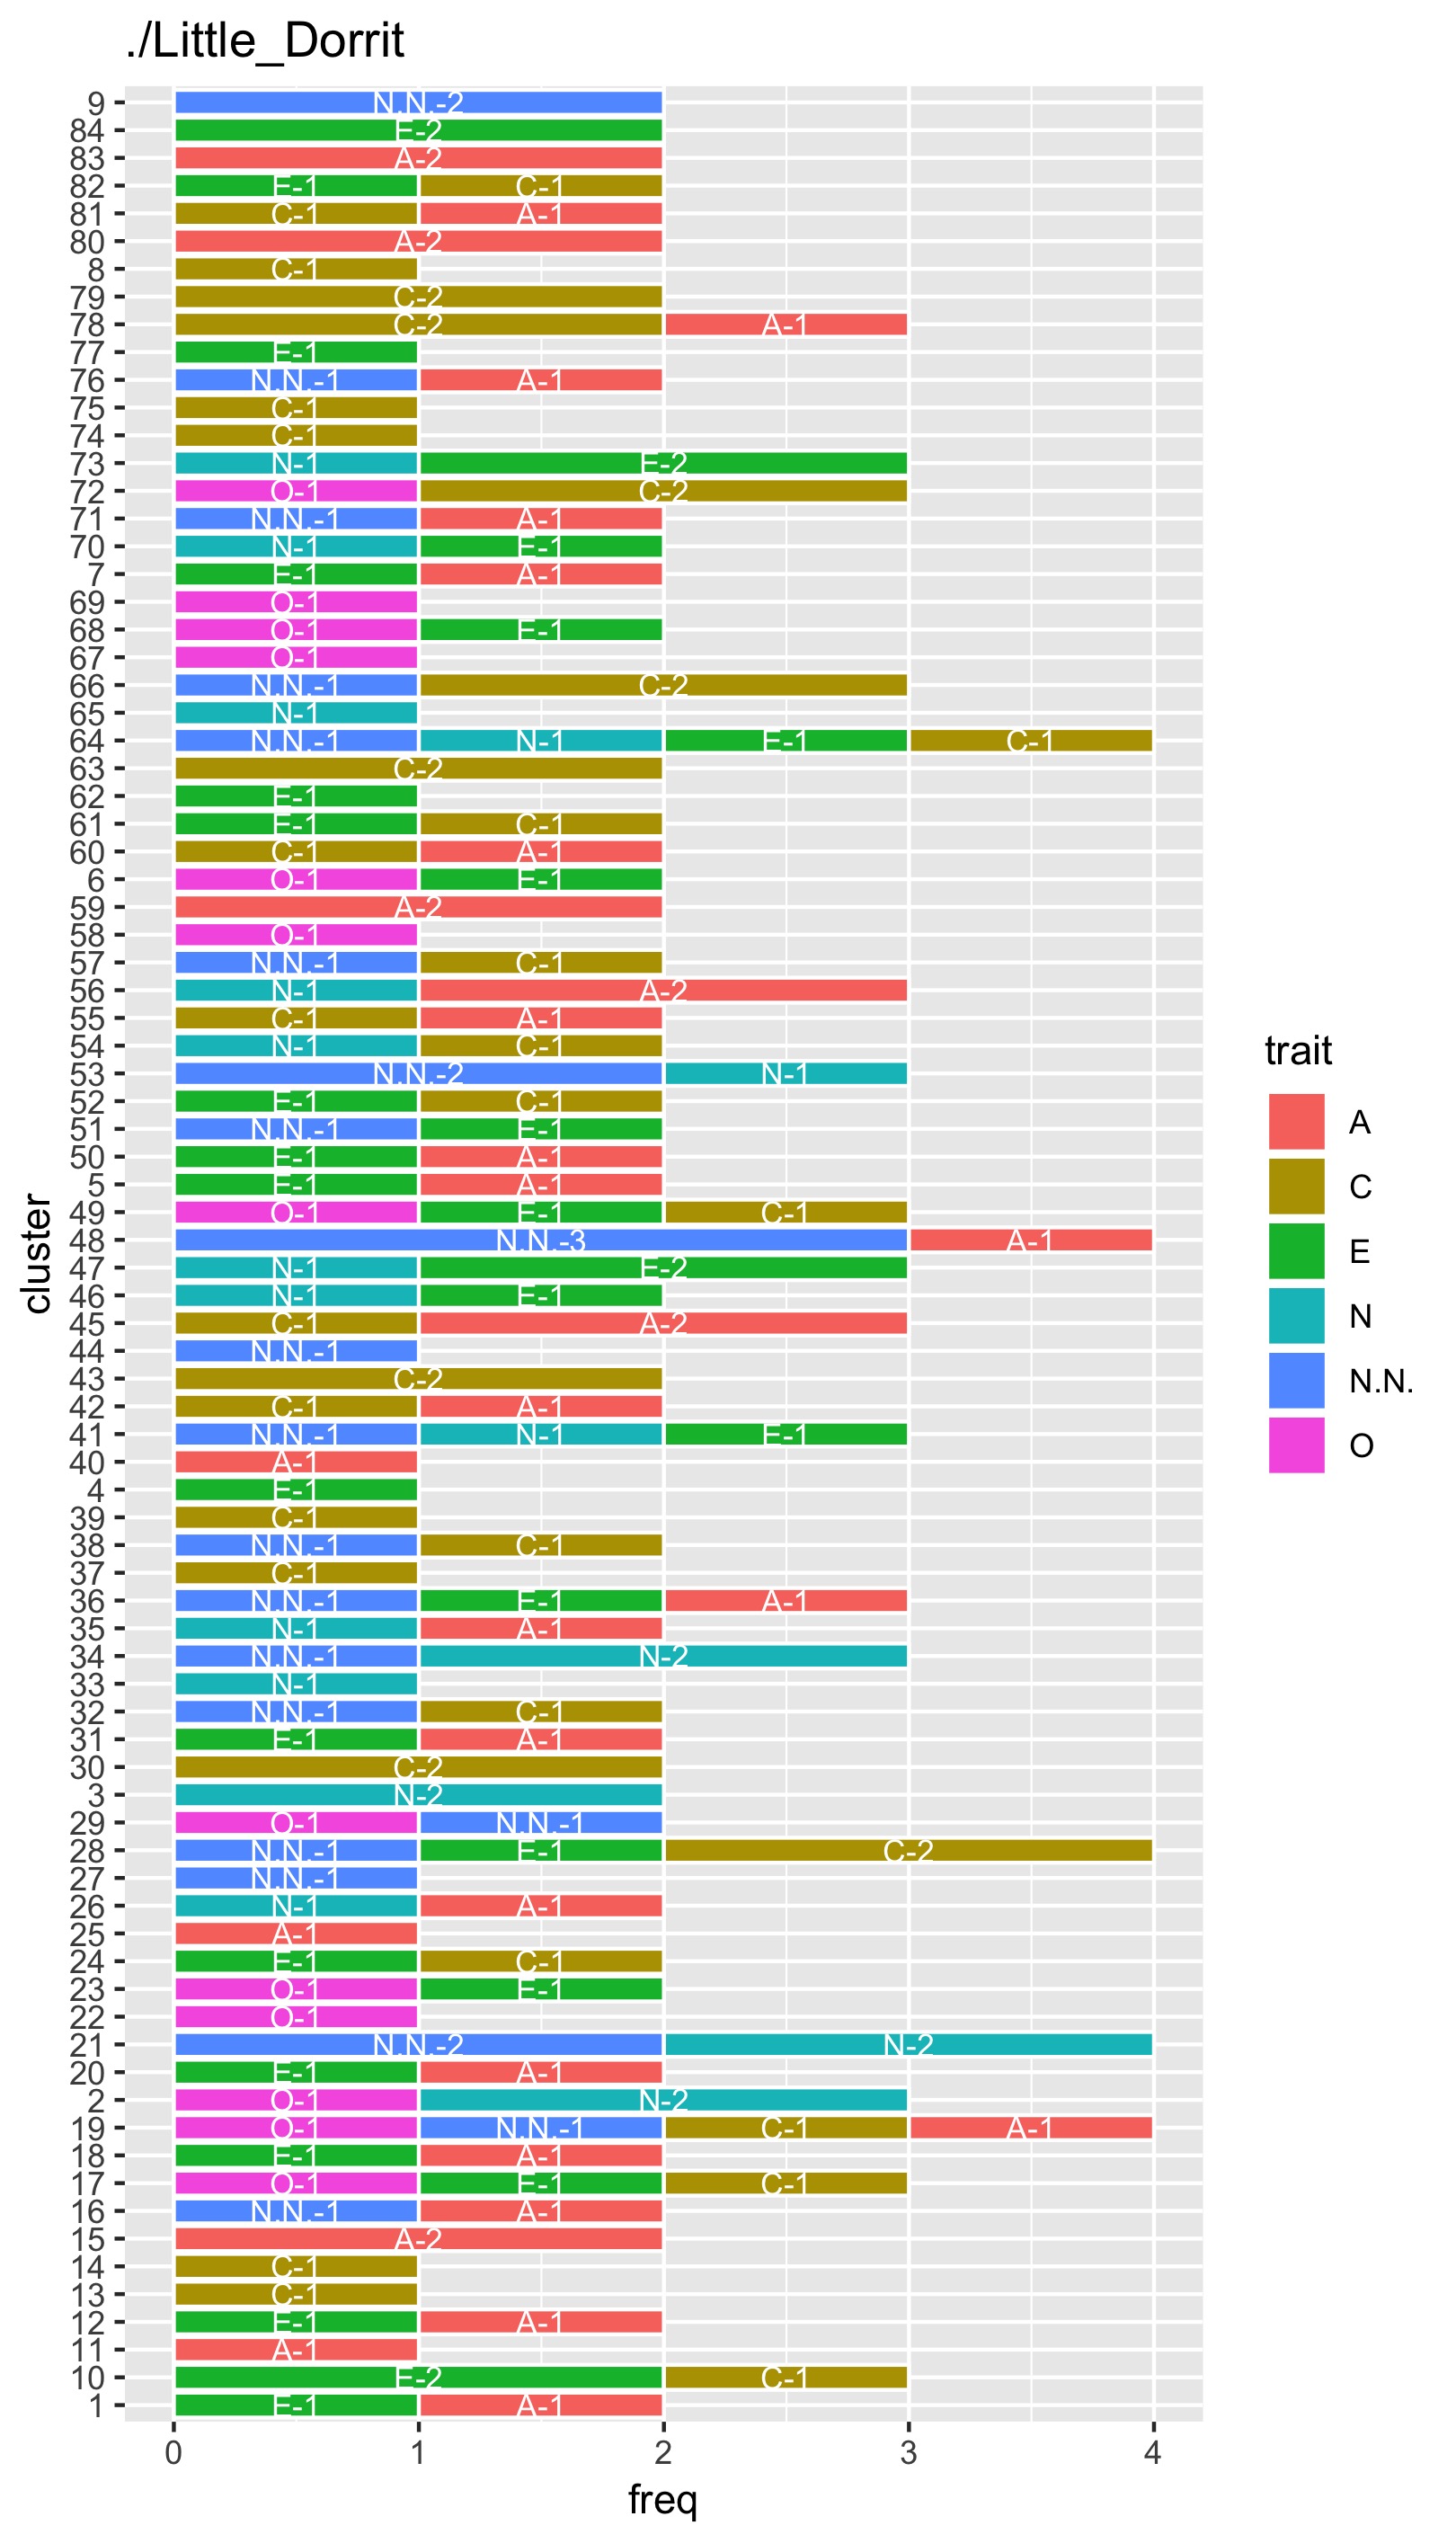 ./Little_Dorrit
9 N.N.-2
84 E-2
83 A-2
82 E-1 C-1
81 C-1 A-1
80 A-2
8 C-1
79 C-2
78 C-2 A-1
77 E-1
76 N.N.-1 A-1
75 C-1
74 C-1
73 N-1 E-2
72 O-1 C-2
71 N.N.-1 A-1
70 N-1 E-1
7 E-1 A-1
69 O-1
68 O-1 E-1
67 O-1
66 N.N.-1 C-2
65 N-1
64 N.N.-1 N-1 E-1 C-1
63 C-2
62 E-1
61 E-1 C-1
60 C-1 A-1
6 O-1 E-1
59 A-2
58 O-1
57 N.N.-1 C-1
56 N-1 A-2
55 C-1 A-1
54 N-1 C-1
53 N.N.-2 N-1
52 E-1 C-1
51 N.N.-1 E-1
50 E-1 A-1
5 E-1 A-1
49 O-1 E-1 C-1
48 N.N.-3 A-1
47 N-1 E-2
46 N-1 E-1
45 C-1 A-2
44 N.N.-1
43 C-2
42 C-1 A-1
41 N.N.-1 N-1 E-1
40 A-1
4 E-1
39 C-1
38 N.N.-1 C-1
37 C-1
36 N.N.-1 E-1 A-1
35 N-1 A-1
34 N.N.-1 N-2
33 N-1
32 N.N.-1 C-1
31 E-1 A-1
30 C-2
3 N-2
29 O-1 N.N.-1
28 N.N.-1 E-1 C-2
27 N.N.-1
26 N-1 A-1
25 A-1
24 E-1 C-1
23 O-1 E-1
22 O-1
21 N.N.-2 N-2
20 E-1 A-1
2 O-1 N-2
19 O-1 N.N.-1 C-1 A-1
18 E-1 A-1
17 O-1 E-1 C-1
16 N.N.-1 A-1
15 A-2
14 C-1
13 C-1
12 E-1 A-1
11 A-1
10 E-2 C-1
1 E-1 A-1
0 1 2 3 4
freq
cluster
trait
A
C
E
N
N.N.
O